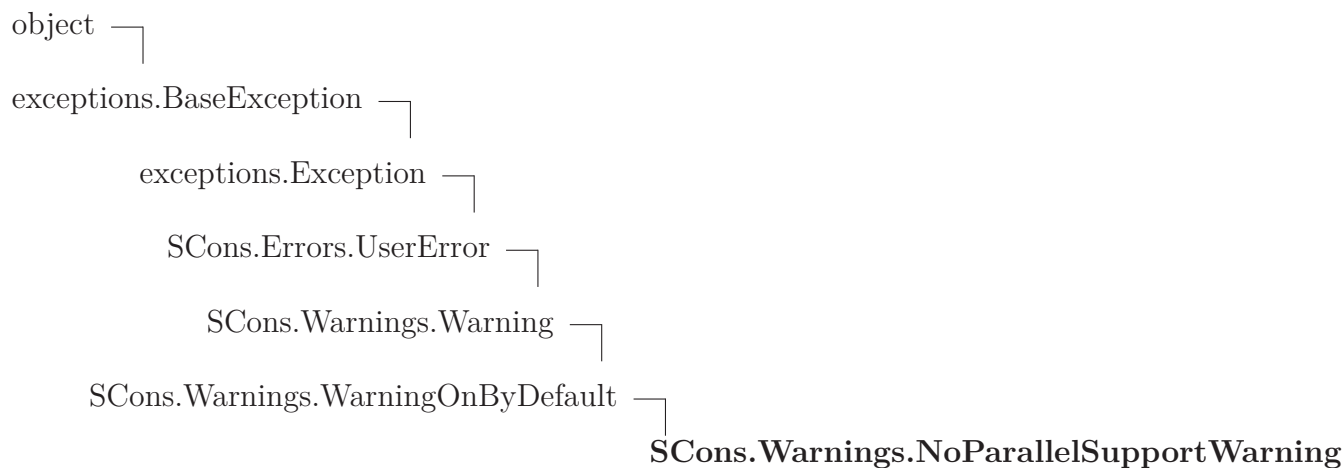 object
exceptions.BaseException
exceptions.Exception
SCons.Errors.UserError
SCons.Warnings.Warning
SCons.Warnings.WarningOnByDefault
SCons.Warnings.NoParallelSupportWarning